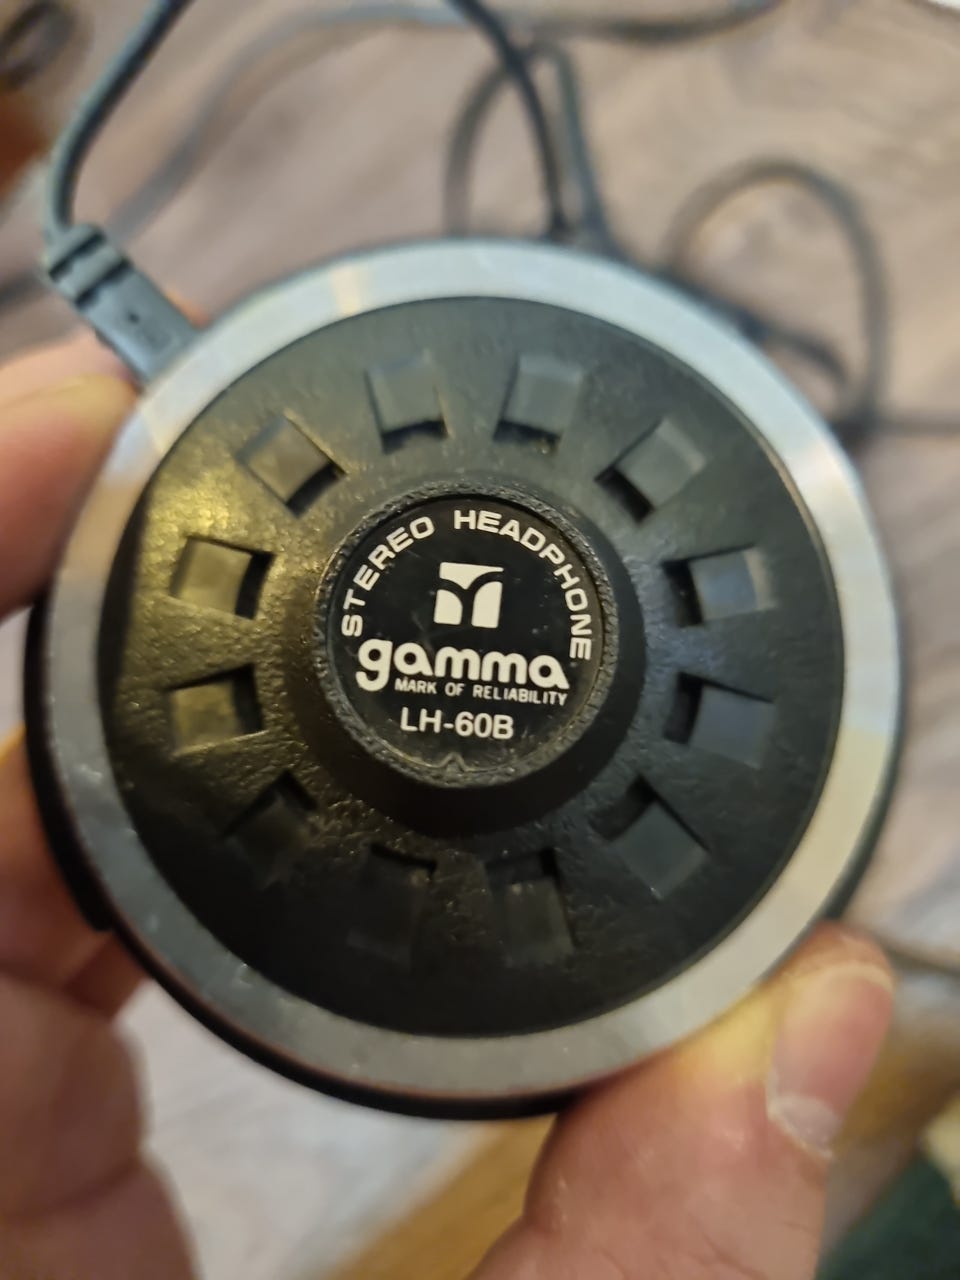 STEREO HEADPHONE
gamma
MARK OF RELIABILITY
LH-60B